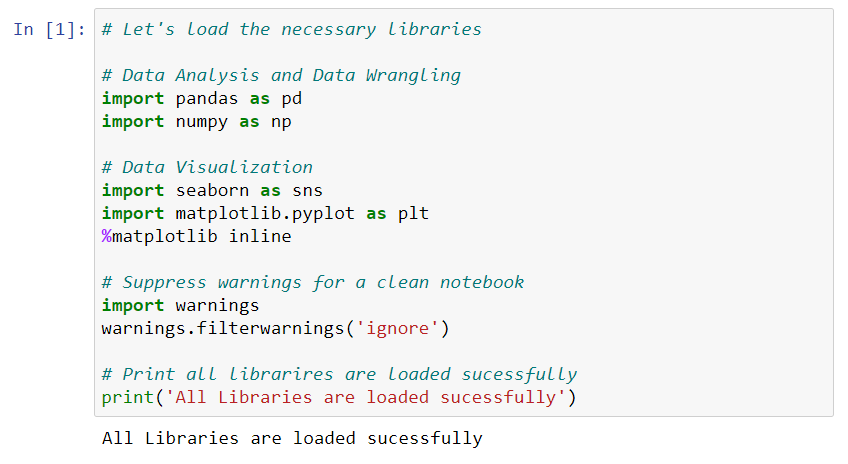 In [1]: # Let's load the necessary libraries
# Data Analysis and Data Wrangling
import pandas as pd
import numpy as np
# Data Visualization
import seaborn as sns
import matplotlib.pyplot as plt
%matplotlib inline
# Suppress warnings for a clean notebook
import warnings
warnings.filterwarnings('ignore')
# Print all librarires are loaded sucessfully
print('All Libraries are loaded sucessfully')
All Libraries are loaded sucessfully